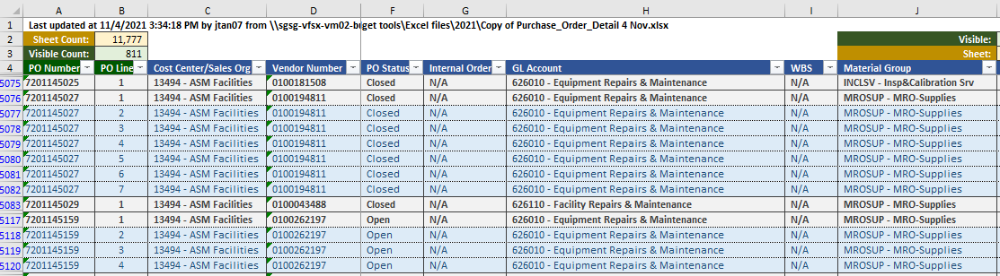 A B C D F G H I J
1 Last updated at 11/4/2021 3:34:18 PM by jtan07 from \\sgsg-vfsx-vm02-buget tools\Excel files\2021\Copy of Purchase_Order_Detail 4 Nov.xlsx
2 Sheet Count: 11,777 Visible:
3 Visible Count: 811 Sheet:
4 PO Number PO Line Cost Center/Sales Org Vendor Number PO Status Internal Order GL Account WBS Material Group
5075 7201145025 1 13494 - ASM Facilities 0100181508 Closed N/A 626010 - Equipment Repairs & Maintenance N/A INCLSV - Insp&Calibration Srv
5076 7201145027 1 13494 - ASM Facilities 0100194811 Closed N/A 626010 - Equipment Repairs & Maintenance N/A MROSUP - MRO-Supplies
5077 7201145027 2 13494 - ASM Facilities 0100194811 Closed N/A 626010 - Equipment Repairs & Maintenance N/A MROSUP - MRO-Supplies
5078 7201145027 3 13494 - ASM Facilities 0100194811 Closed N/A 626010 - Equipment Repairs & Maintenance N/A MROSUP - MRO-Supplies
5079 7201145027 4 13494 - ASM Facilities 0100194811 Closed N/A 626010 - Equipment Repairs & Maintenance N/A MROSUP - MRO-Supplies
5080 7201145027 5 13494 - ASM Facilities 0100194811 Closed N/A 626010 - Equipment Repairs & Maintenance N/A MROSUP - MRO-Supplies
5081 7201145027 6 13494 - ASM Facilities 0100194811 Closed N/A 626010 - Equipment Repairs & Maintenance N/A MROSUP - MRO-Supplies
5082 7201145027 7 13494 - ASM Facilities 0100194811 Closed N/A 626010 - Equipment Repairs & Maintenance N/A MROSUP - MRO-Supplies
5083 7201145029 1 13494 - ASM Facilities 0100043488 Closed N/A 626110 - Facility Repairs & Maintenance N/A MROSUP - MRO-Supplies
5117 7201145159 1 13494 - ASM Facilities 0100262197 Open N/A 626010 - Equipment Repairs & Maintenance N/A MROSUP - MRO-Supplies
5118 7201145159 2 13494 - ASM Facilities 0100262197 Open N/A 626010 - Equipment Repairs & Maintenance N/A MROSUP - MRO-Supplies
5119 7201145159 3 13494 - ASM Facilities 0100262197 Open N/A 626010 - Equipment Repairs & Maintenance N/A MROSUP - MRO-Supplies
5120 7201145159 4 13494 - ASM Facilities 0100262197 Open N/A 626010 - Equipment Repairs & Maintenance N/A MROSUP - MRO-Supplies